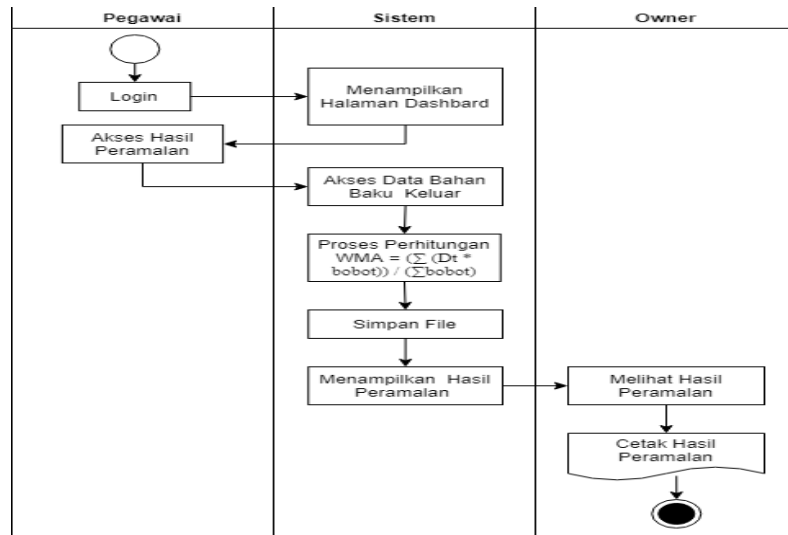 Pegawai
Sistem
Owner
Login
Menampilkan
Halaman Dashbard
Akses Hasil
Peramalan
Akses Data Bahan
Baku Keluar
Proses Perhitungan
WMA = (∑ (Dt *
bobot)) / (∑bobot)
Simpan File
Menampilkan Hasil
Peramalan
Melihat Hasil
Peramalan
Cetak Hasil
Peramalan